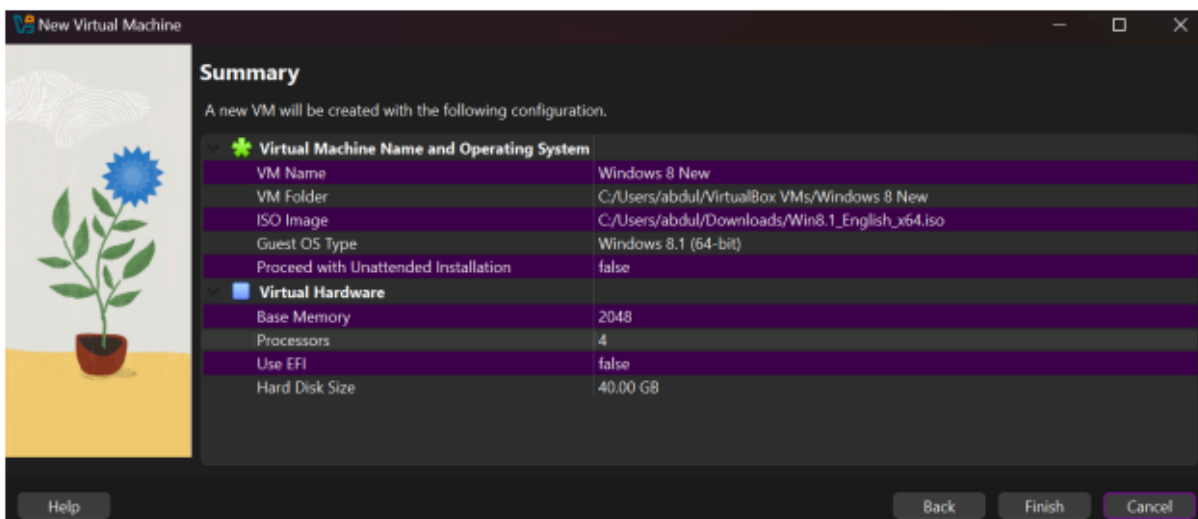 New Virtual Machine
Summary
A new VM will be created with the following configuration.
Virtual Machine Name and Operating System
VM Name Windows 8 New
VM Folder C:/Users/abdul/VirtualBox VMs/Windows 8 New
ISO Image C:/Users/abdul/Downloads/Win8.1_English_x64.iso
Guest OS Type Windows 8.1 (64-bit)
Proceed with Unattended Installation false
Virtual Hardware
Base Memory 2048
Processors 4
Use EFI false
Hard Disk Size 40.00 GB
Help Back Finish Cancel